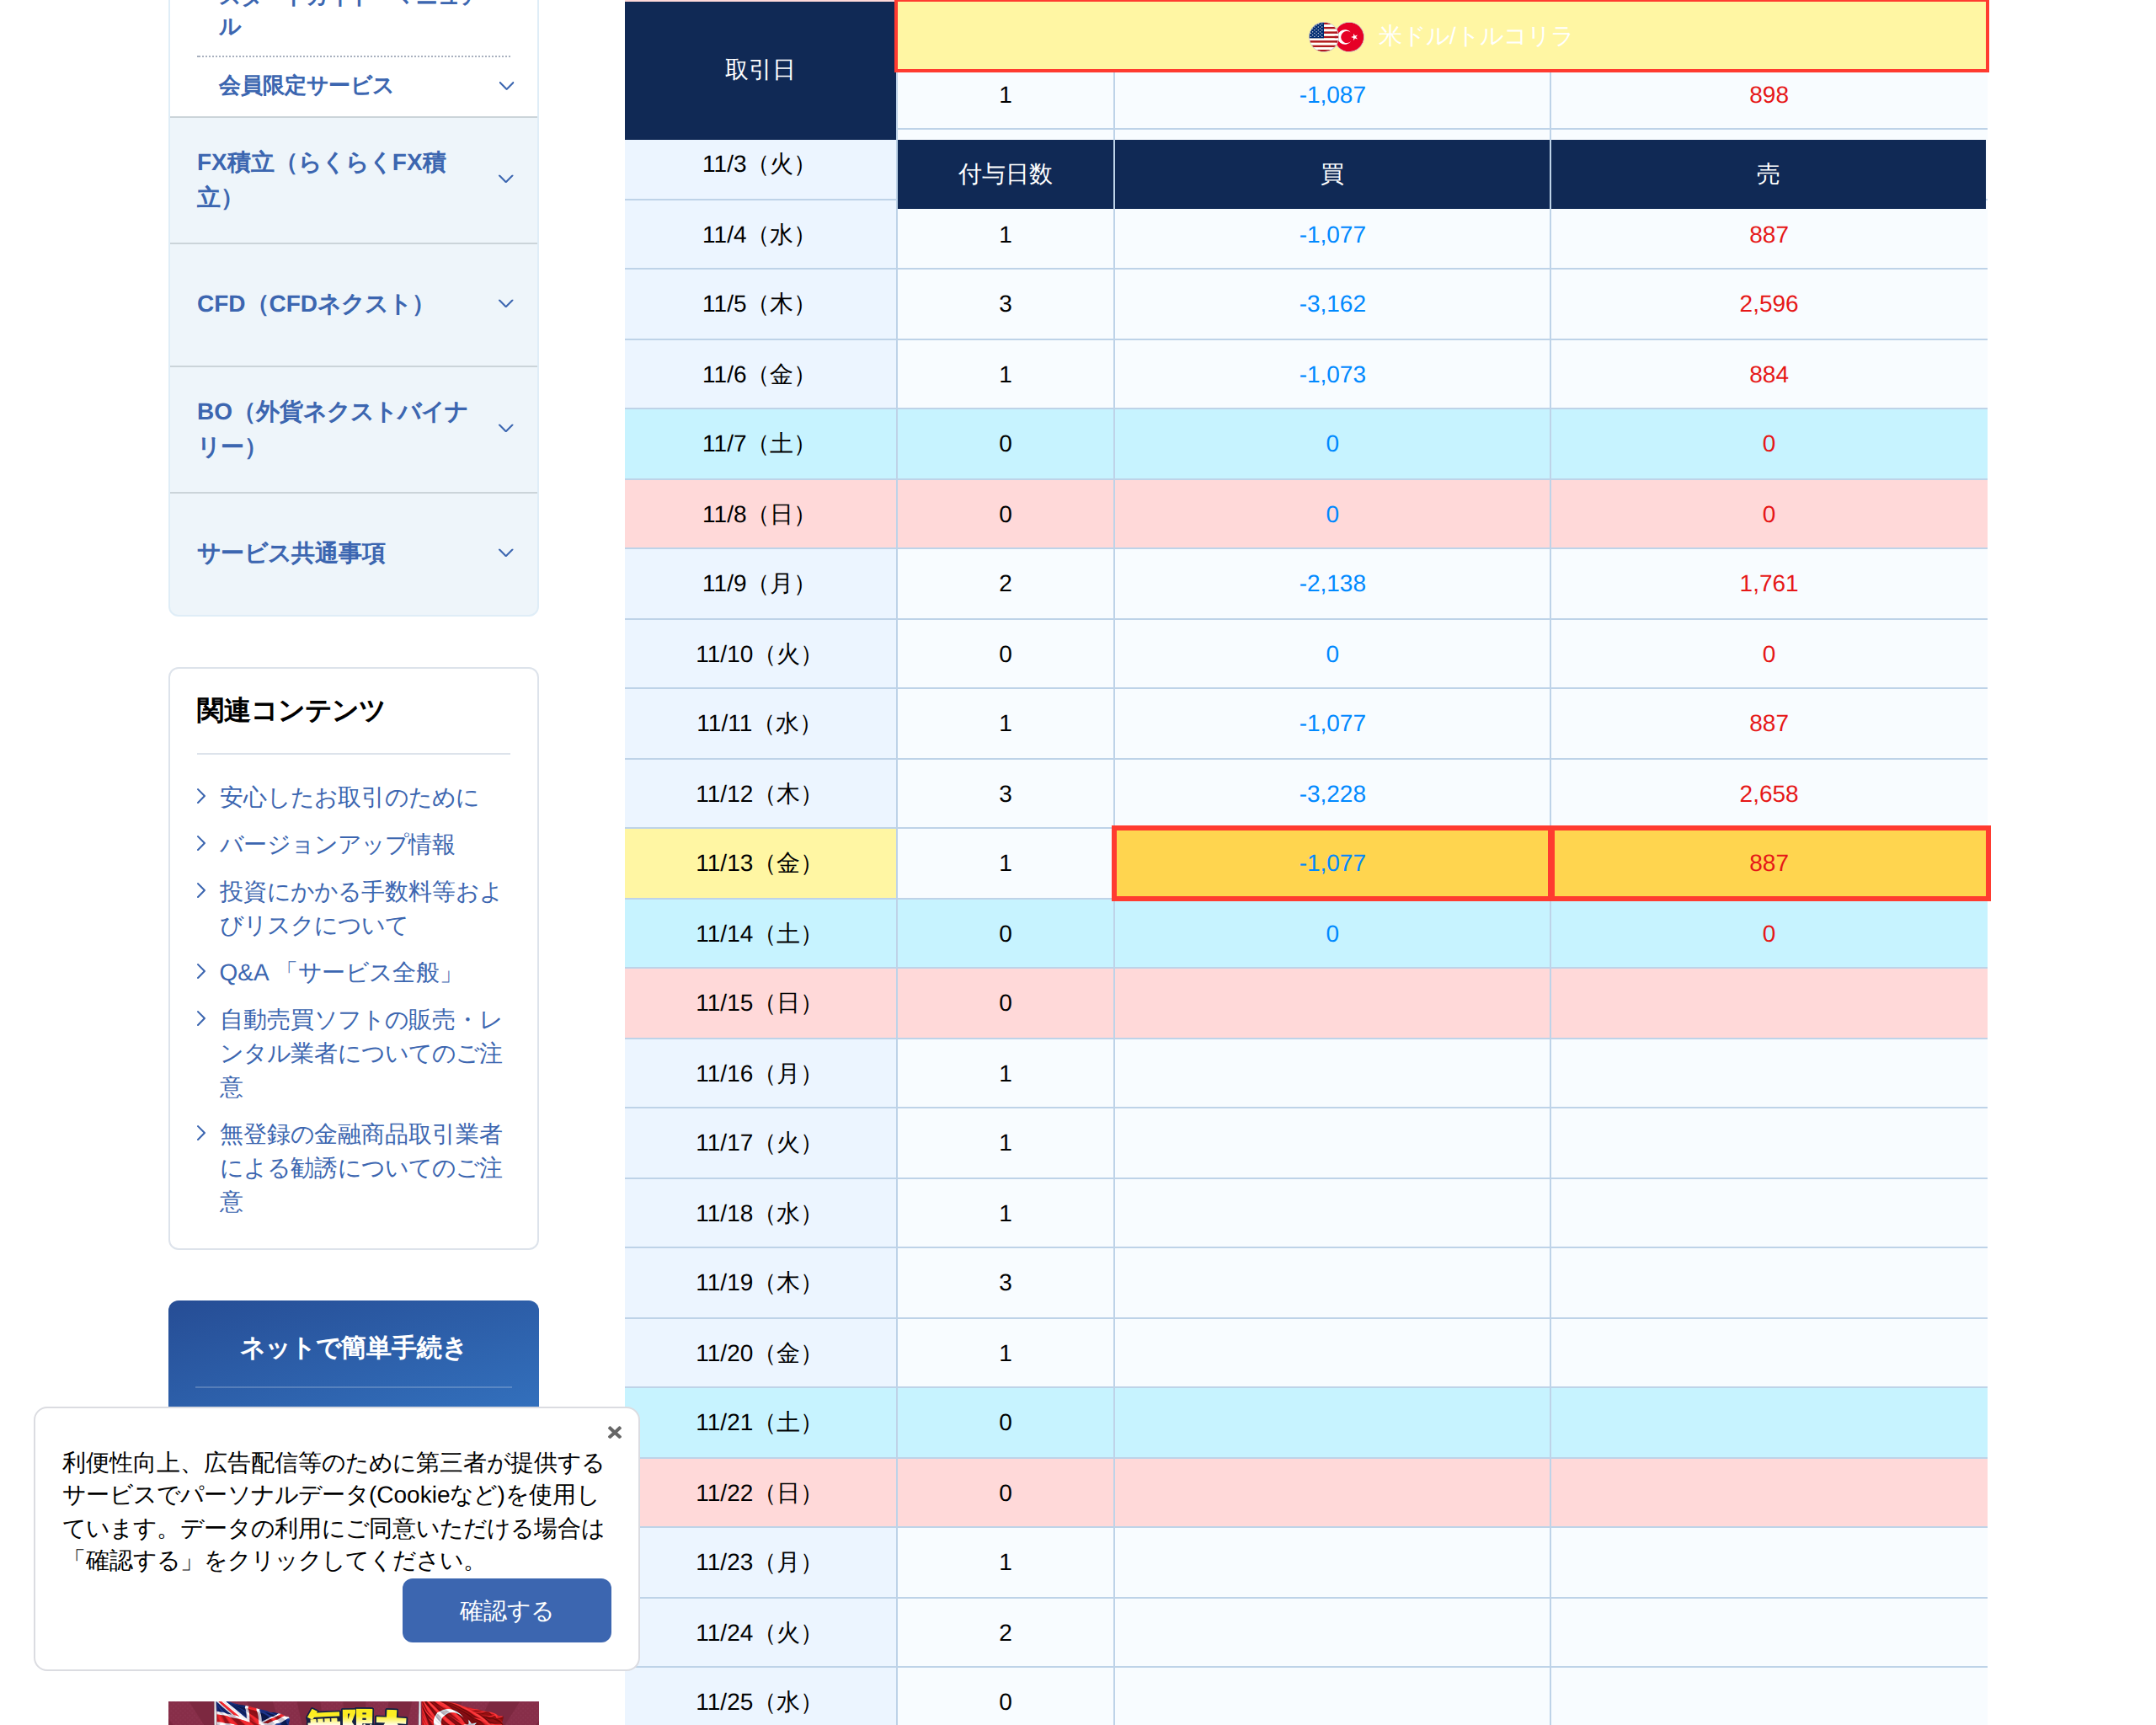 ル
会員限定サービス
FX積立（らくらくFX積
立）
CFD（CFDネクスト）
BO（外貨ネクストバイナ
リー）
サービス共通事項
関連コンテンツ
安心したお取引のために
バージョンアップ情報
投資にかかる手数料等およ
びリスクについて
Q&A 「サービス全般」
自動売買ソフトの販売・レ
ンタル業者についてのご注
意
無登録の金融商品取引業者
による勧誘についてのご注
意
ネットで簡単手続き
利便性向上、広告配信等のために第三者が提供する
サービスでパーソナルデータ(Cookieなど)を使用し
ています。データの利用にご同意いただける場合は
「確認する」をクリックしてください。
確認する
取引日 米ドル/トルコリラ
1 -1,087 898
11/3（火） 付与日数 買 売
11/4（水） 1 -1,077 887
11/5（木） 3 -3,162 2,596
11/6（金） 1 -1,073 884
11/7（土） 0 0 0
11/8（日） 0 0 0
11/9（月） 2 -2,138 1,761
11/10（火） 0 0 0
11/11（水） 1 -1,077 887
11/12（木） 3 -3,228 2,658
11/13（金） 1 -1,077 887
11/14（土） 0 0 0
11/15（日） 0
11/16（月） 1
11/17（火） 1
11/18（水） 1
11/19（木） 3
11/20（金） 1
11/21（土） 0
11/22（日） 0
11/23（月） 1
11/24（火） 2
11/25（水） 0